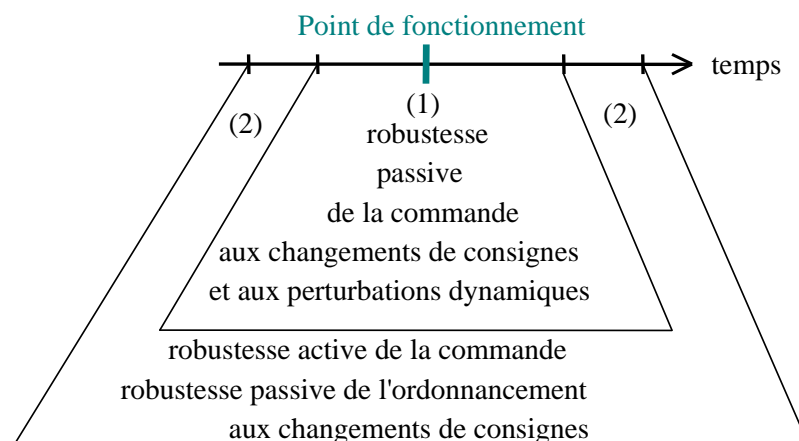 Point de fonctionnement
temps
(1)
(2)
(2)
robustesse
passive
de la commande
aux changements de consignes
et aux perturbations dynamiques
robustesse active de la commande
robustesse passive de l'ordonnancement
aux changements de consignes